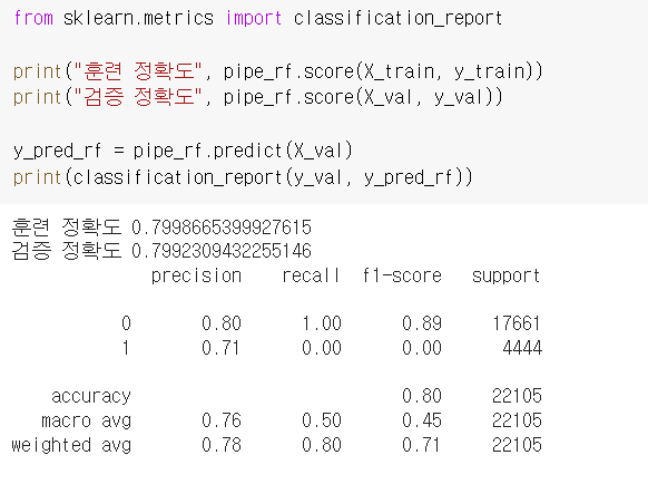 from sklearn.metrics import classification_report
print("훈련 정확도", pipe_rf.score(X_train, y_train))
print("검증 정확도", pipe_rf.score(X_val, y_val))
y_pred_rf = pipe_rf.predict(X_val)
print(classification_report(y_val, y_pred_rf))
훈련 정확도 0.7998665399927615
검증 정확도 0.7992309432255146
precision recall f1-score support
0 0.80 1.00 0.89 17661
1 0.71 0.00 0.00 4444
accuracy 0.80 22105
macro avg 0.76 0.50 0.45 22105
weighted avg 0.78 0.80 0.71 22105